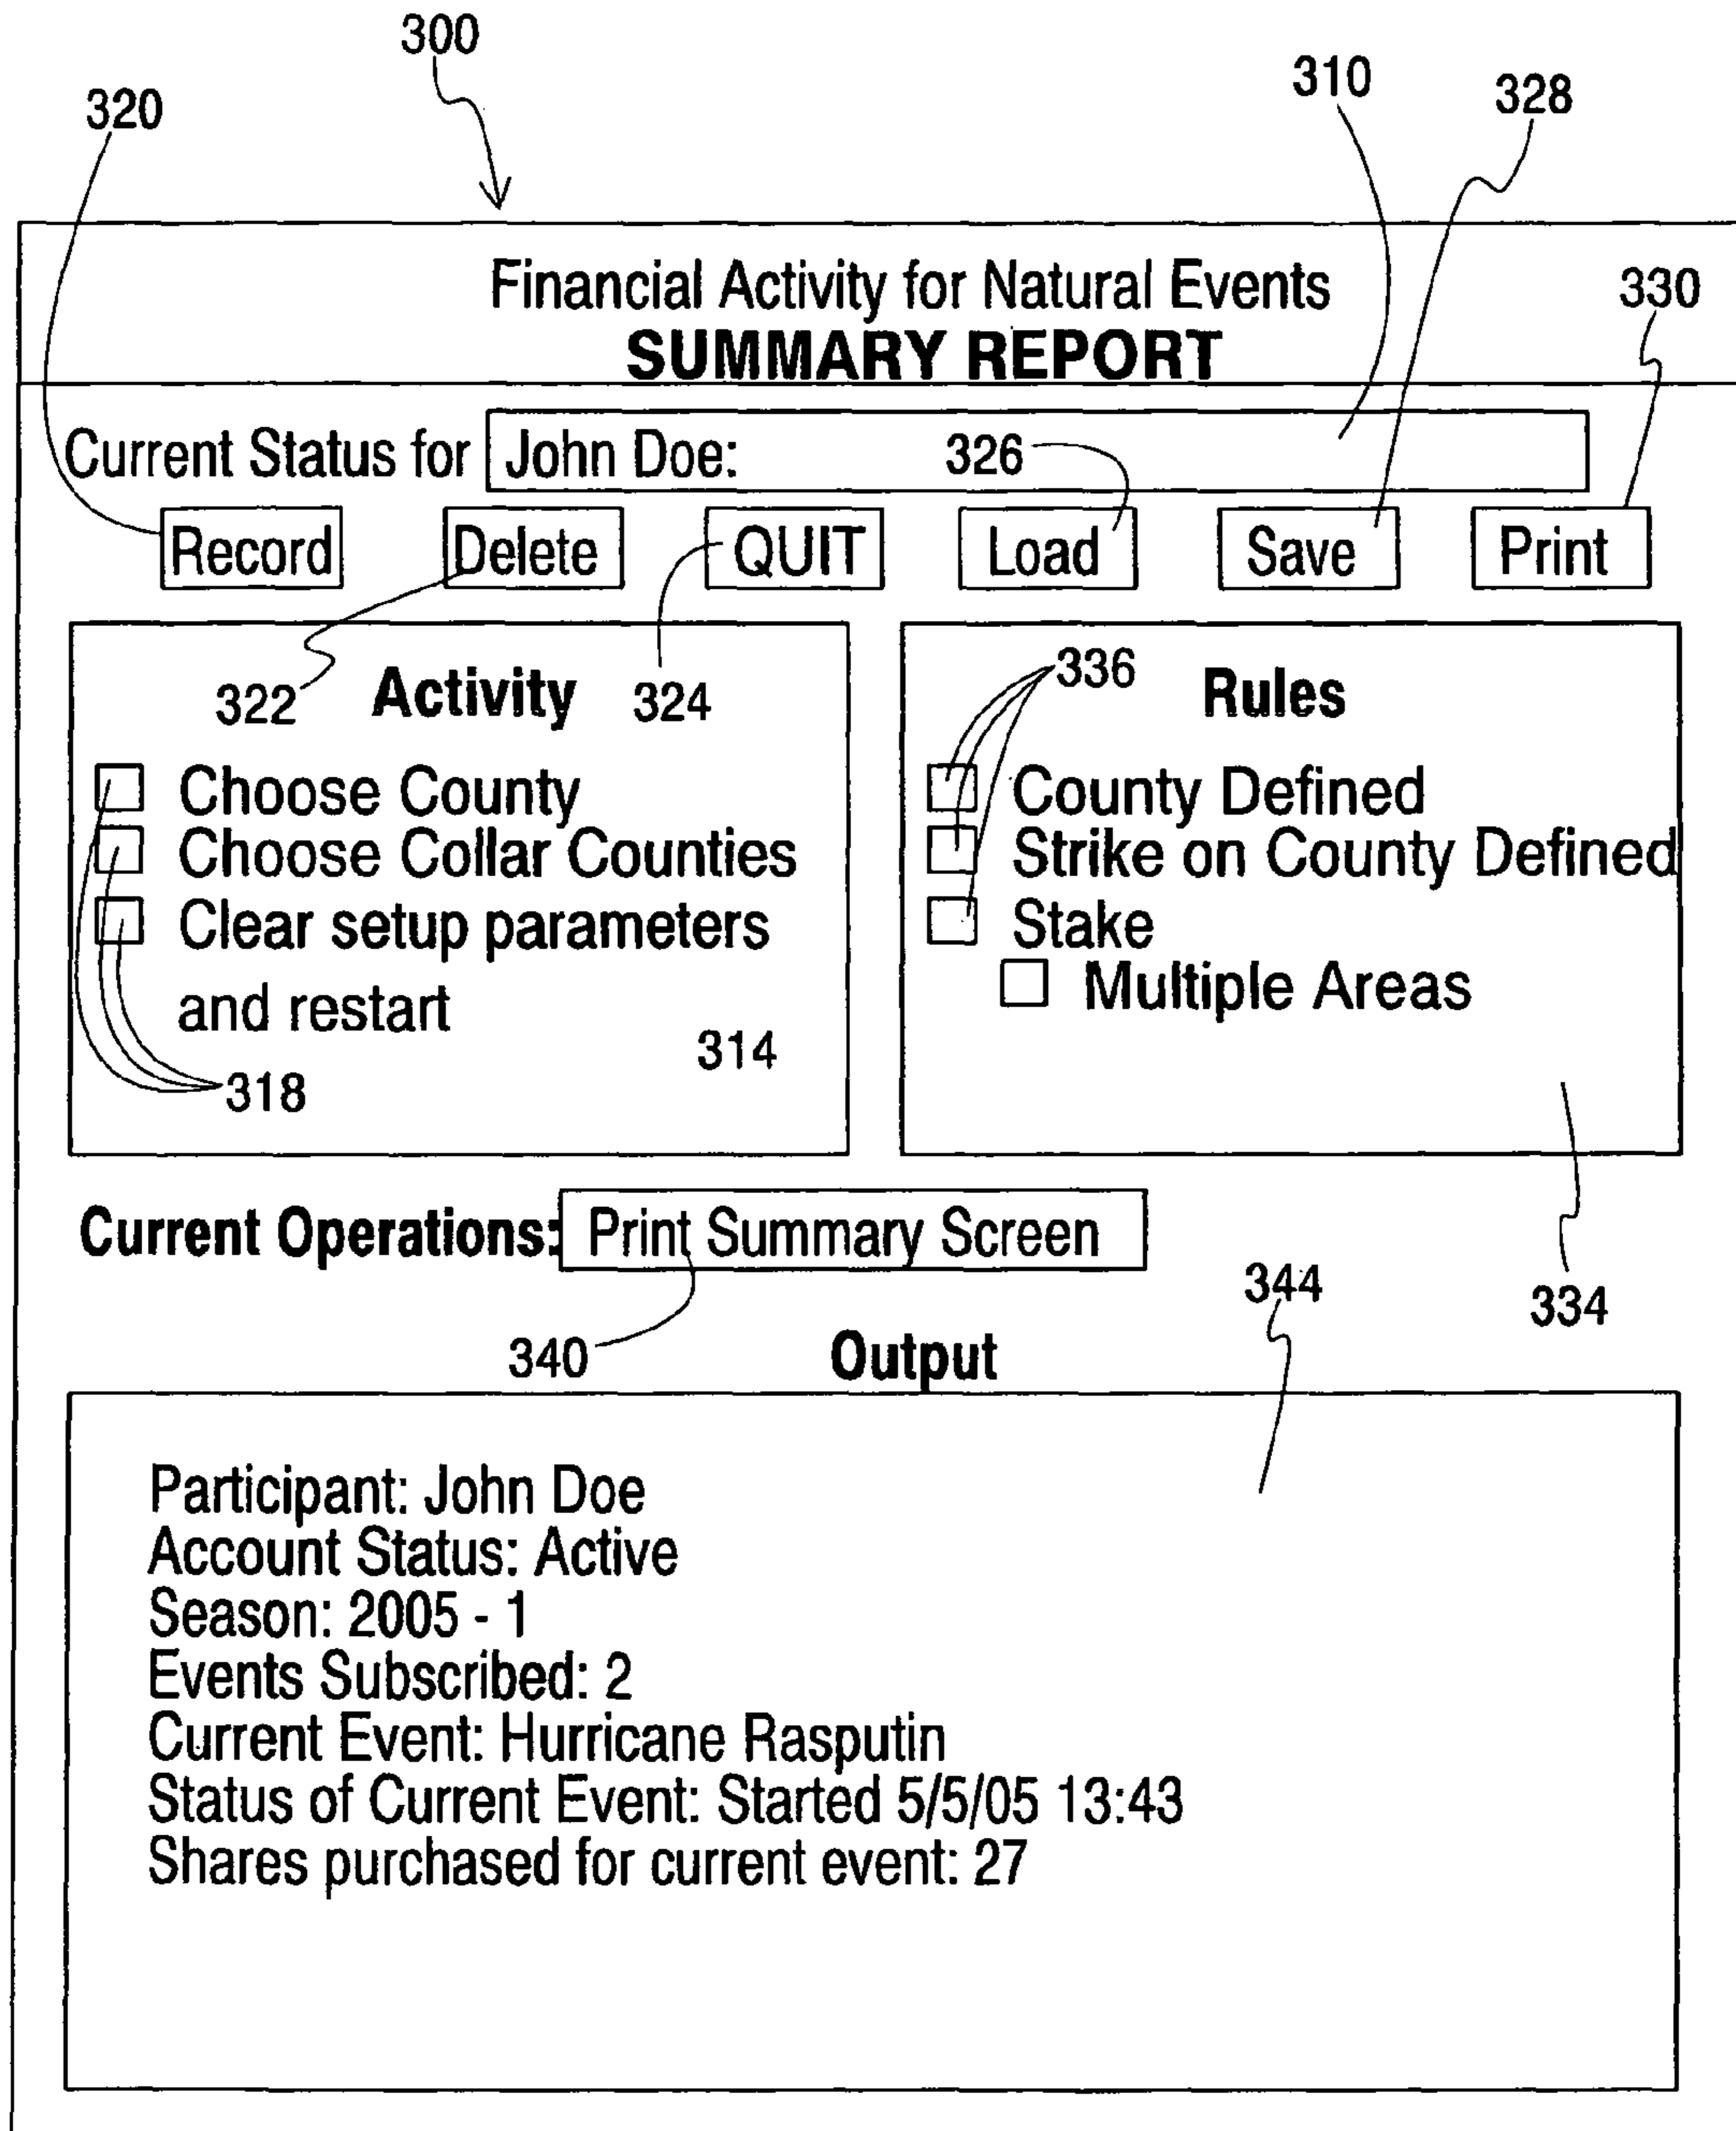 300
310
328
320
Financial Activity for Natural Events
330
SUMMARY REPORT
Current Status for John Doe:
326
Record Delete QUIT Load Save Print
322
Activity
324
336
Rules
Choose County
Choose Collar Counties
Clear setup parameters
and restart
314
318
County Defined
Strike on County Defined
Stake
Multiple Areas
334
Current Operations: Print Summary Screen
340
344
Output
Participant: John Doe
Account Status: Active
Season: 2005 - 1
Events Subscribed: 2
Current Event: Hurricane Rasputin
Status of Current Event: Started 5/5/05 13:43
Shares purchased for current event: 27